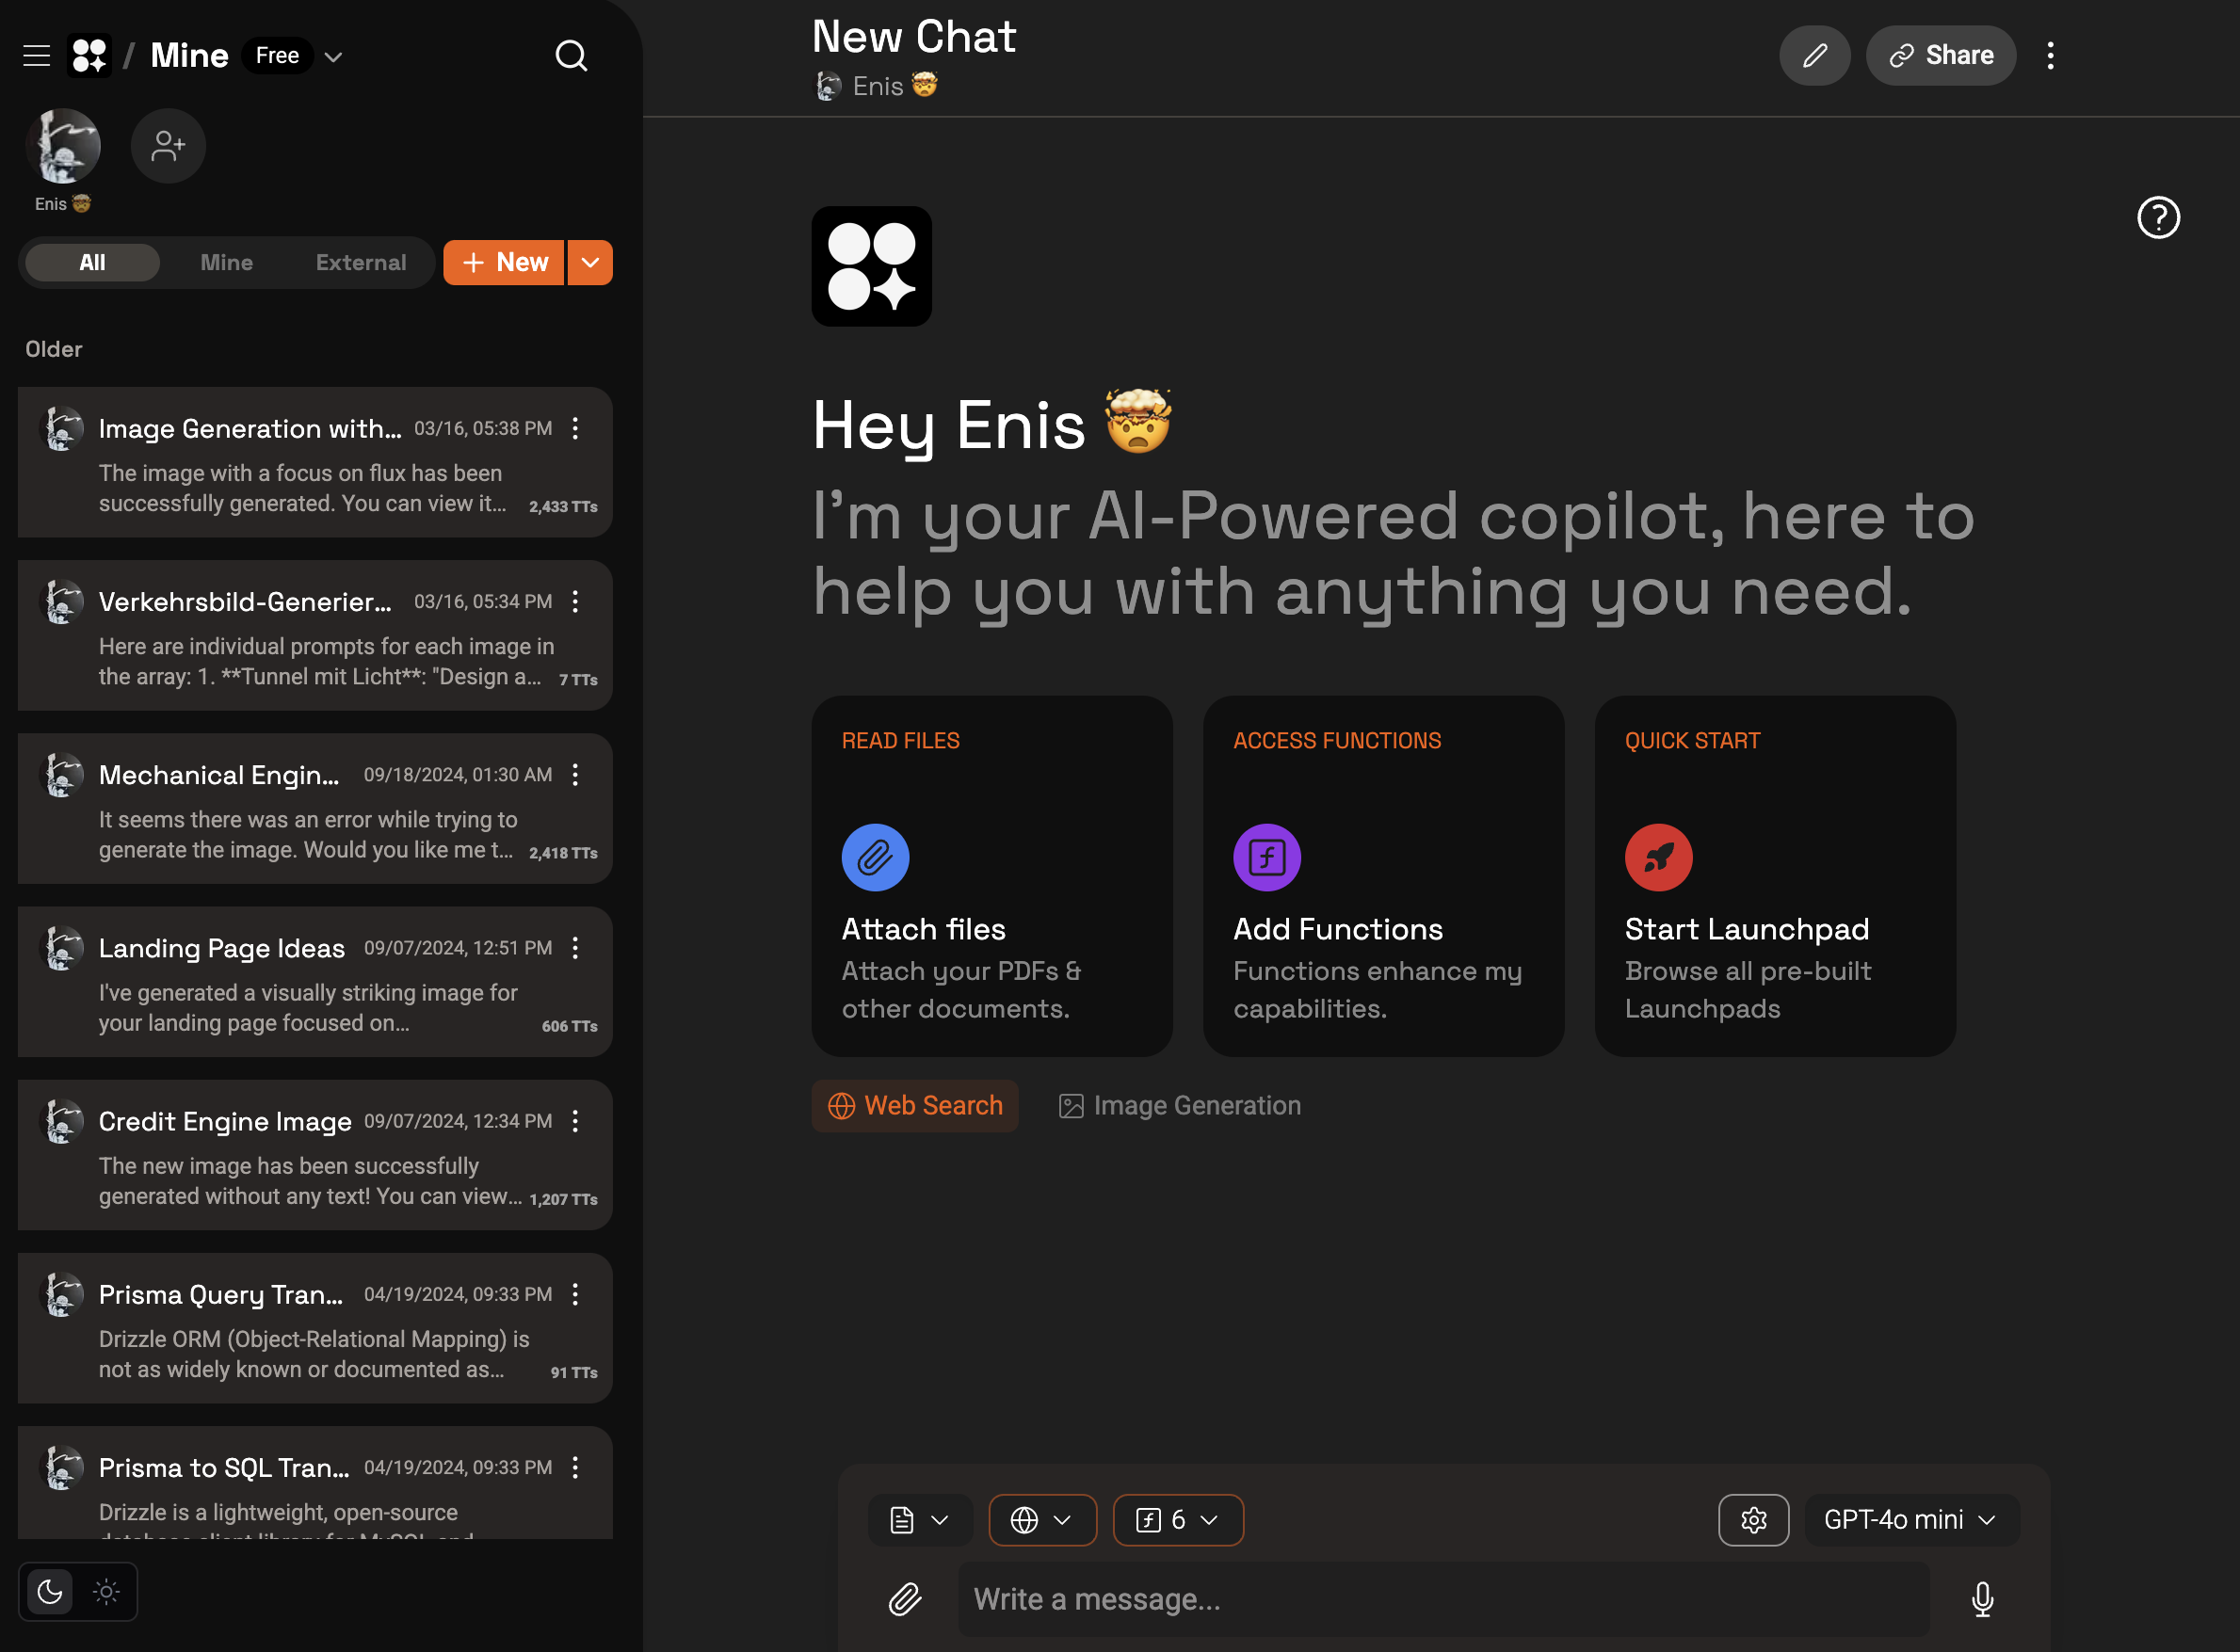 / Mine Free
Enis 🤯
All Mine External + New
Older
Image Generation with... 03/16, 05:38 PM
The image with a focus on flux has been
successfully generated. You can view it... 2,433 TTs
Verkehrsbild-Generier... 03/16, 05:34 PM
Here are individual prompts for each image in
the array: 1. **Tunnel mit Licht**: "Design a... 7 TTs
Mechanical Engin... 09/18/2024, 01:30 AM
It seems there was an error while trying to
generate the image. Would you like me t... 2,418 TTs
Landing Page Ideas 09/07/2024, 12:51 PM
I've generated a visually striking image for
your landing page focused on... 606 TTs
Credit Engine Image 09/07/2024, 12:34 PM
The new image has been successfully
generated without any text! You can view... 1,207 TTs
Prisma Query Tran... 04/19/2024, 09:33 PM
Drizzle ORM (Object-Relational Mapping) is
not as widely known or documented as... 91 TTs
Prisma to SQL Tran... 04/19/2024, 09:33 PM
Drizzle is a lightweight, open-source
database client library for MySQL and
New Chat
Enis 🤯
Share
Hey Enis 🤯
I'm your AI-Powered copilot, here to
help you with anything you need.
READ FILES
Attach files
Attach your PDFs &
other documents.
ACCESS FUNCTIONS
Add Functions
Functions enhance my
capabilities.
QUICK START
Start Launchpad
Browse all pre-built
Launchpads
Web Search Image Generation
6 GPT-4o mini
Write a message...